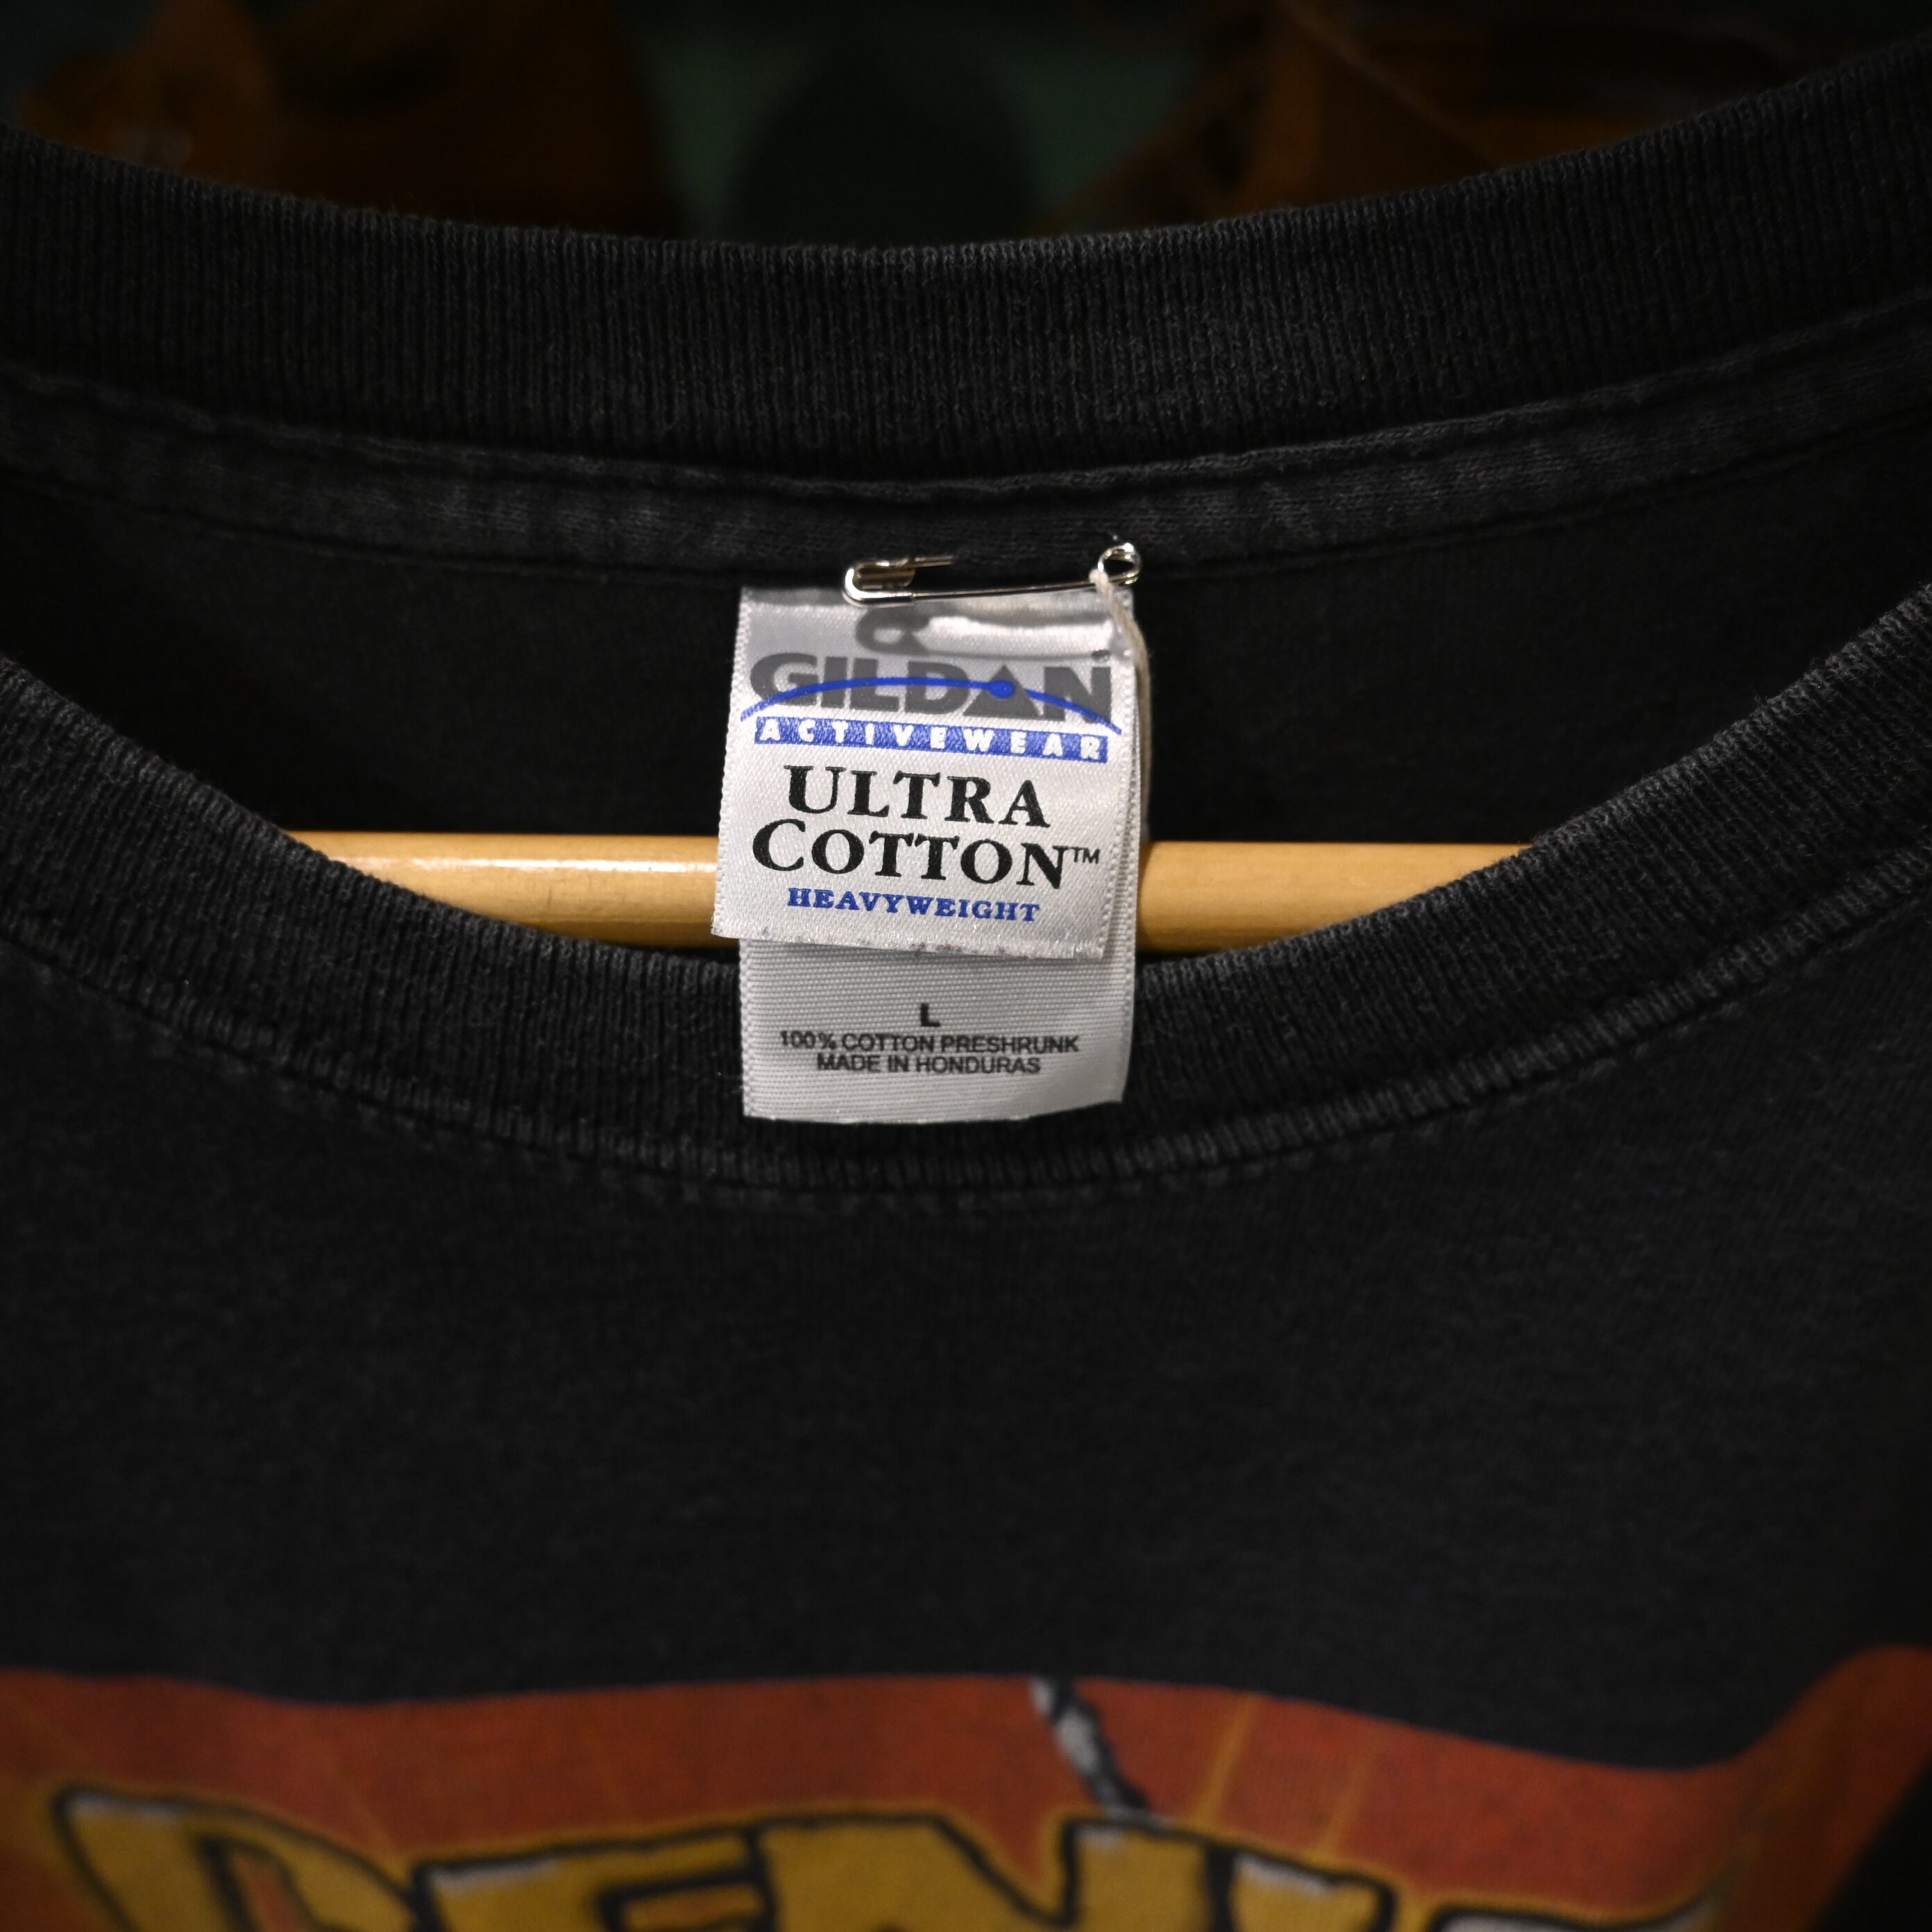 GILDAN
ACTIVEWEAR
ULTRA
COTTON™
HEAVYWEIGHT
L
100% COTTON PRESHRUNK
MADE IN HONDURAS